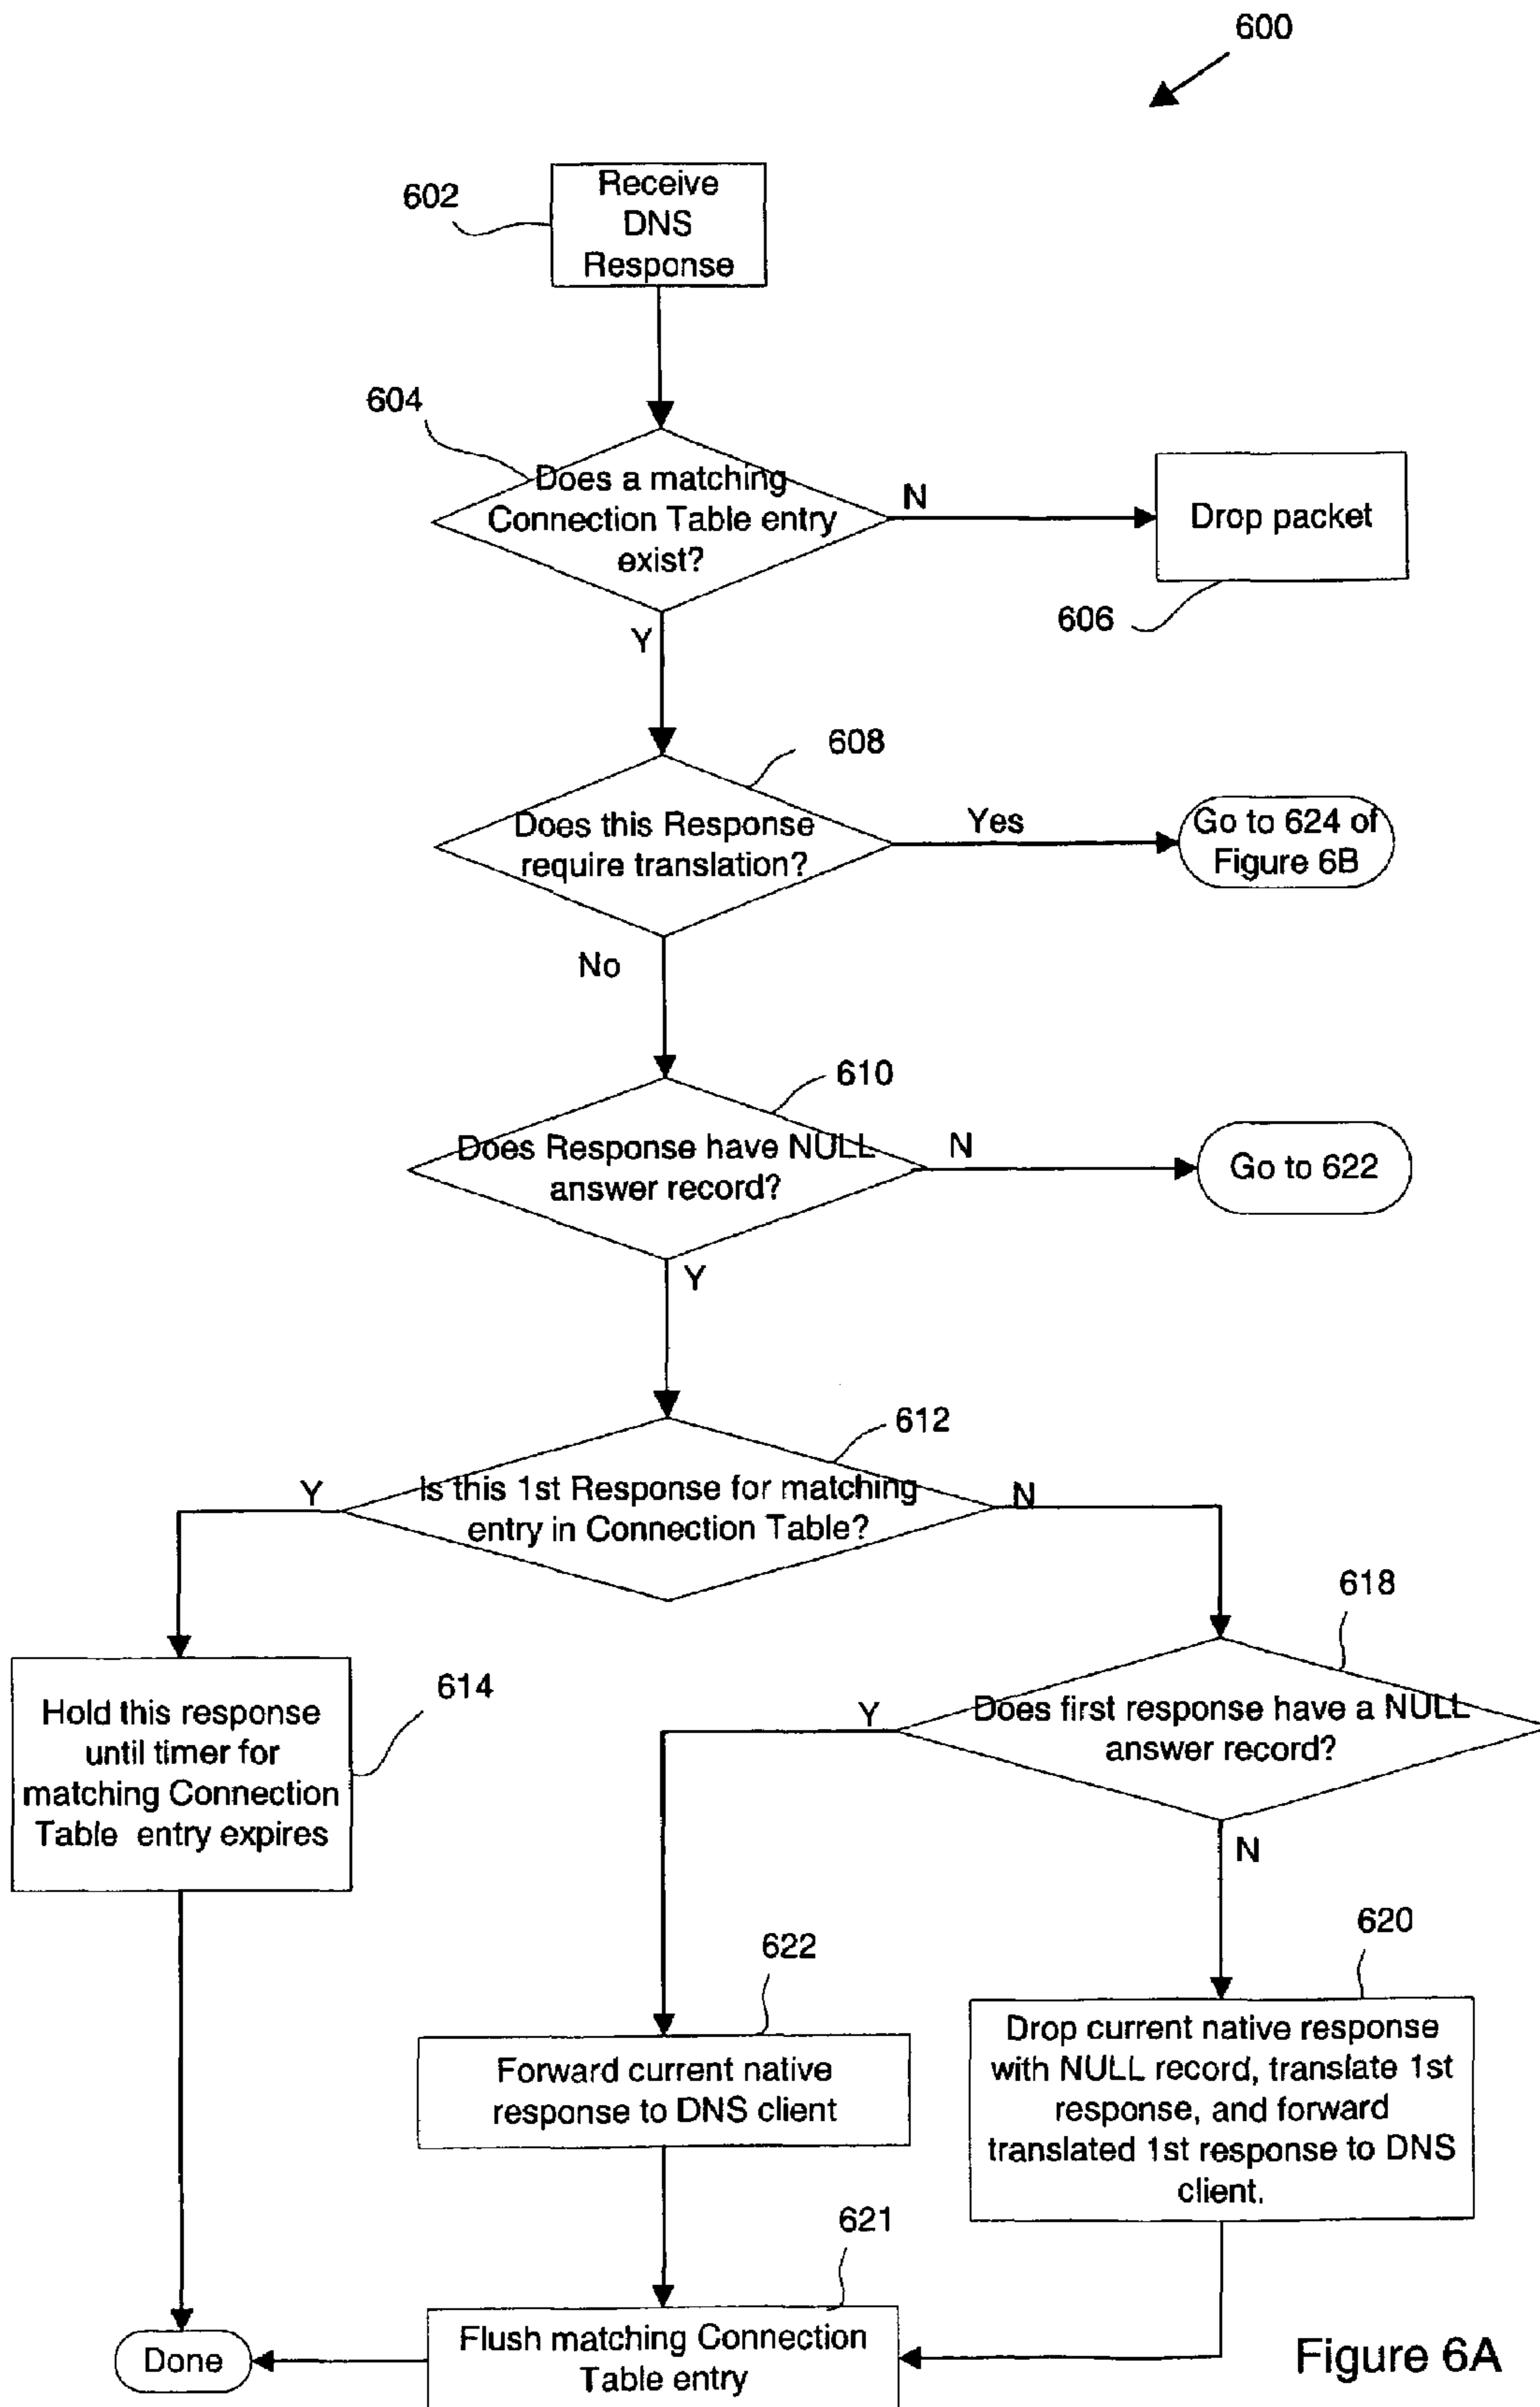 600
602
Receive
DNS
Response
604
Does a matching
Connection Table entry
exist?
N
Drop packet
606
Y
608
Does this Response
require translation?
Yes
Go to 624 of
Figure 6B
No
610
Does Response have NULL
answer record?
N
Go to 622
Y
612
Is this 1st Response for matching
entry in Connection Table?
Y
N
618
614
Hold this response
until timer for
matching Connection
Table entry expires
Does first response have a NULL
answer record?
Y
N
620
622
Forward current native
response to DNS client
Drop current native response
with NULL record, translate 1st
response, and forward
translated 1st response to DNS
client.
621
Flush matching Connection
Table entry
Done
Figure 6A